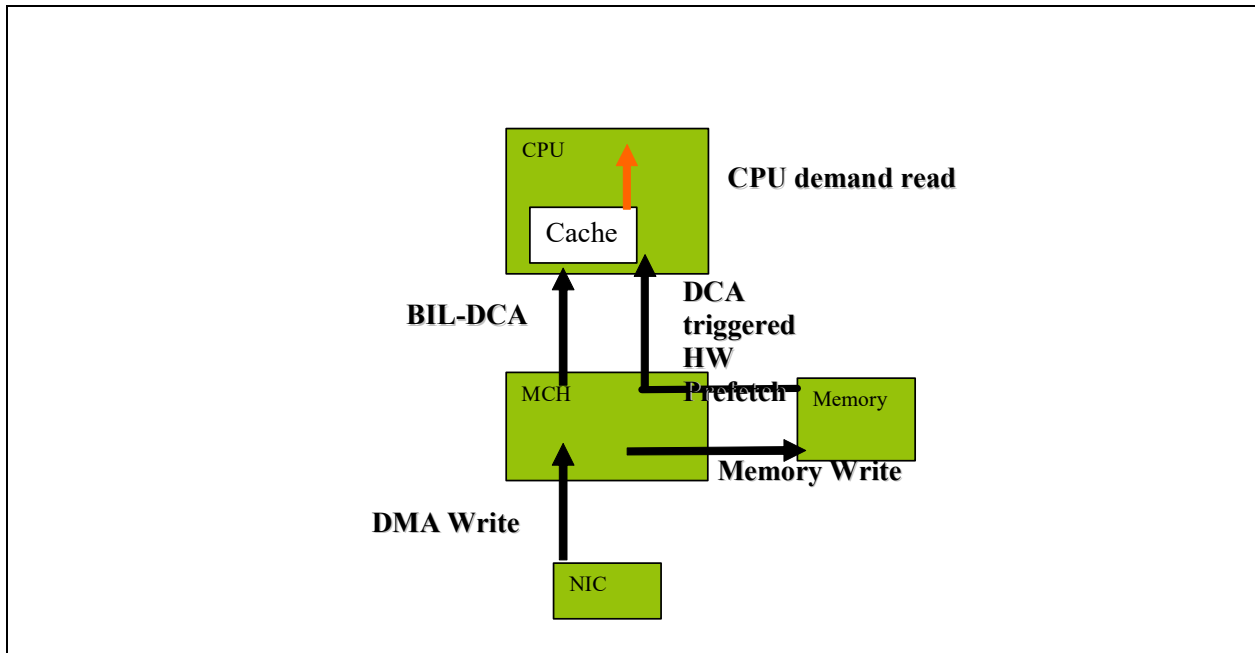 CPU
CPU demand read
Cache
BIL-DCA
DCA
triggered
HW
Prefetch
MCH
Memory
Memory Write
DMA Write
NIC